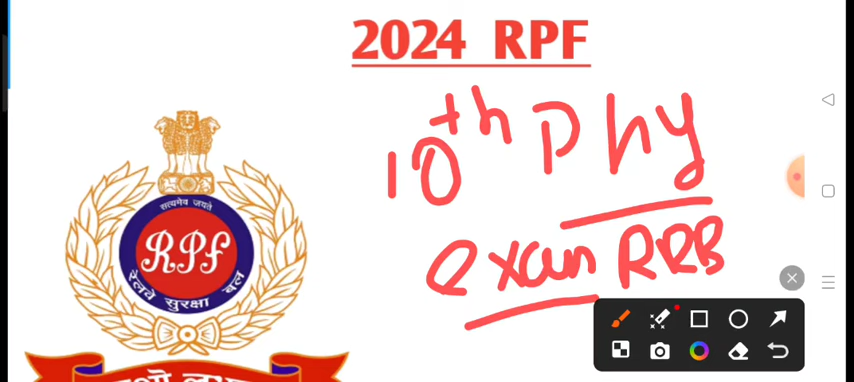 2024 RPF
10th Phy
exam RRB
सत्यमेव जयते
RPF
रेलवे सुरक्षा बल